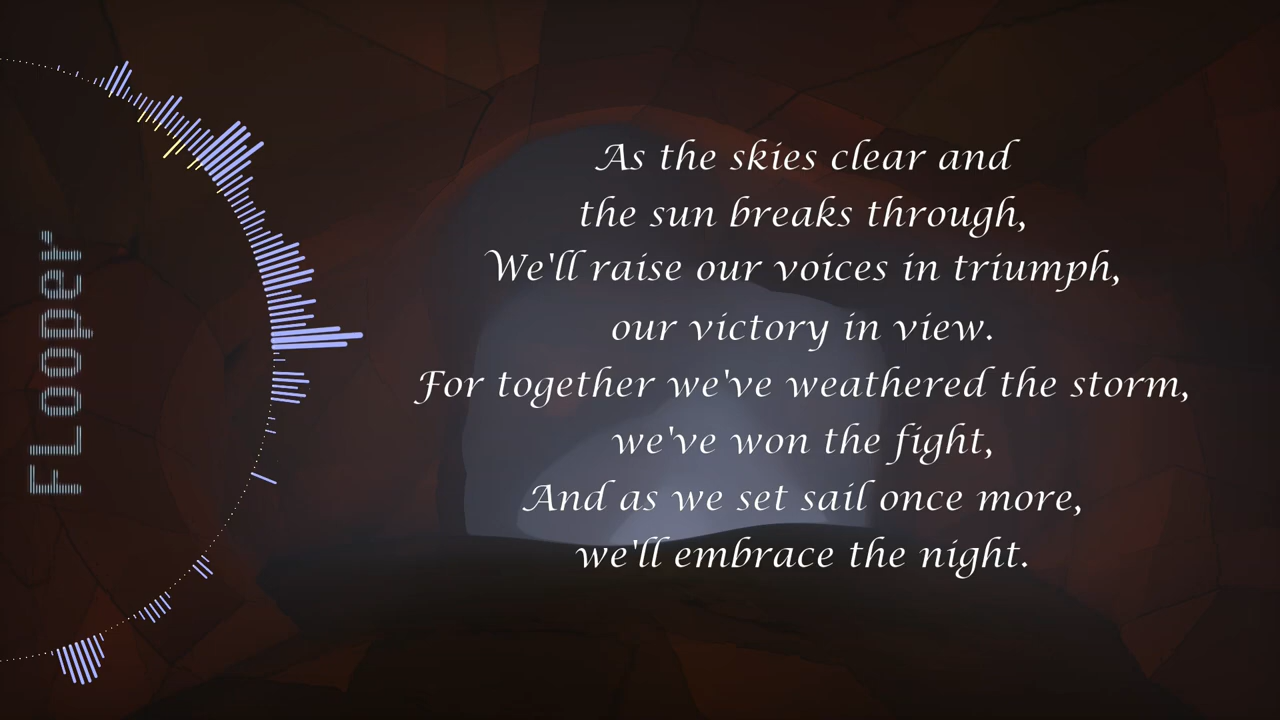 FLooper
As the skies clear and
the sun breaks through,
We'll raise our voices in triumph,
our victory in view.
For together we've weathered the storm,
we've won the fight,
And as we set sail once more,
we'll embrace the night.